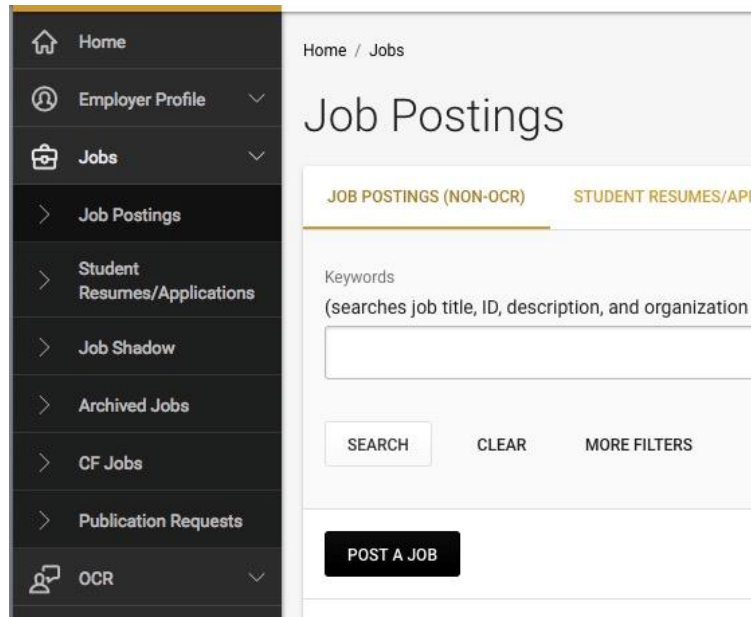 Home
Employer Profile
Jobs
Job Postings
Student
Resumes/Applications
Job Shadow
Archived Jobs
CF Jobs
Publication Requests
OCR
Home / Jobs
Job Postings
JOB POSTINGS (NON-OCR) STUDENT RESUMES/
Keywords
(searches job title, ID, description, and organization
SEARCH CLEAR MORE FILTERS
POST A JOB